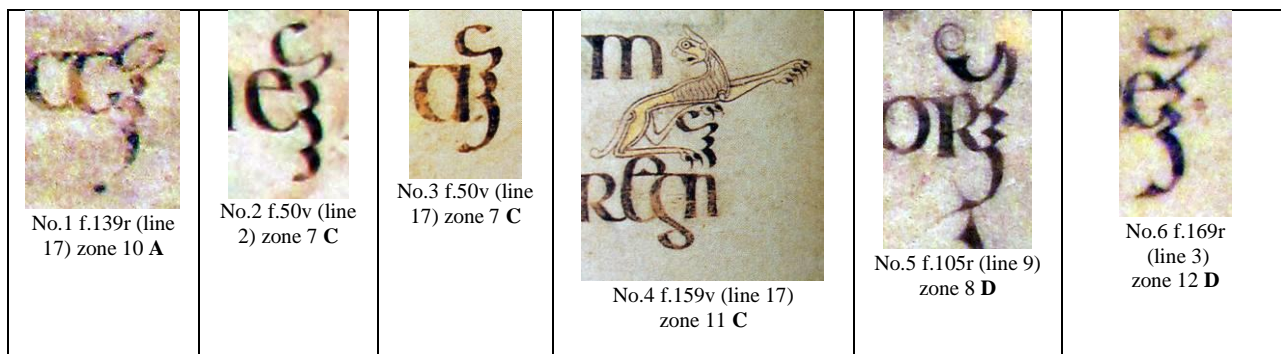 m
regn
No.1 f.139r (line
17) zone 10 A
No.2 f.50v (line
2) zone 7 C
No.3 f.50v (line
17) zone 7 C
No.4 f.159v (line 17)
zone 11 C
No.5 f.105r (line 9)
zone 8 D
No.6 f.169r
(line 3)
zone 12 D